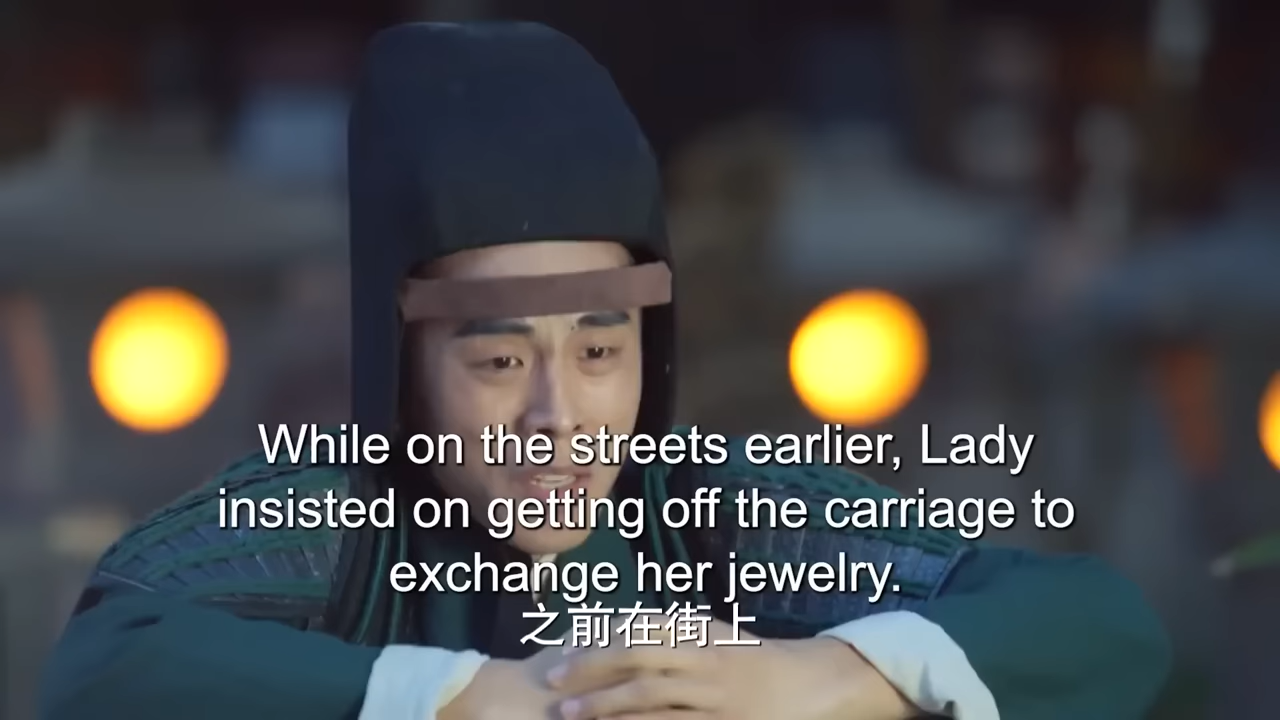 While on the streets earlier, Lady
insisted on getting off the carriage to
exchange her jewelry.
之前在街上